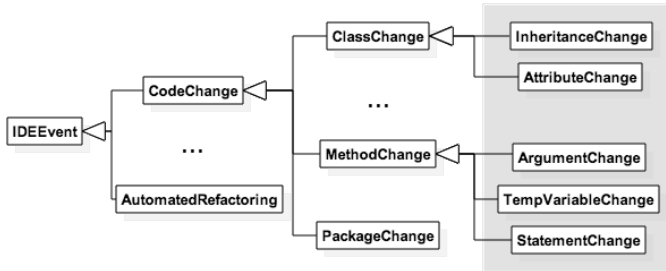 ClassChange
InheritanceChange
AttributeChange
CodeChange
...
IDEEvent
...
MethodChange
ArgumentChange
AutomatedRefactoring
TempVariableChange
PackageChange
StatementChange